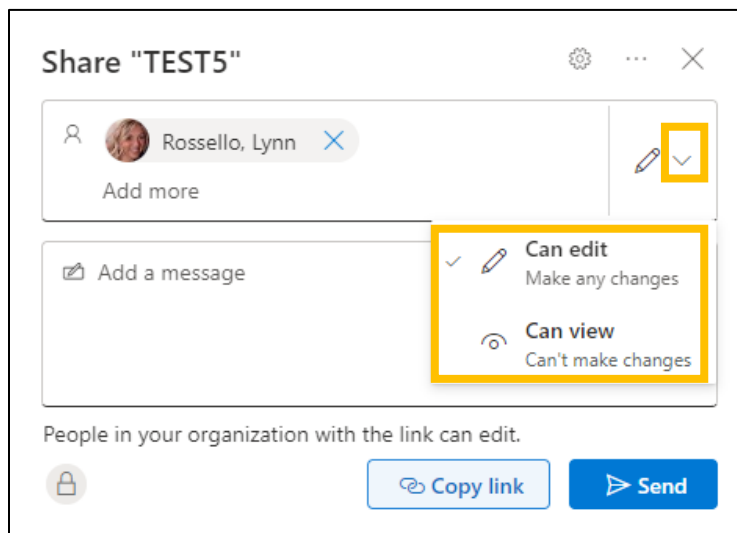 Share "TEST5"
Rossello, Lynn
Add more
Add a message
Can edit
Make any changes
Can view
Can't make changes
People in your organization with the link can edit.
Copy link
Send